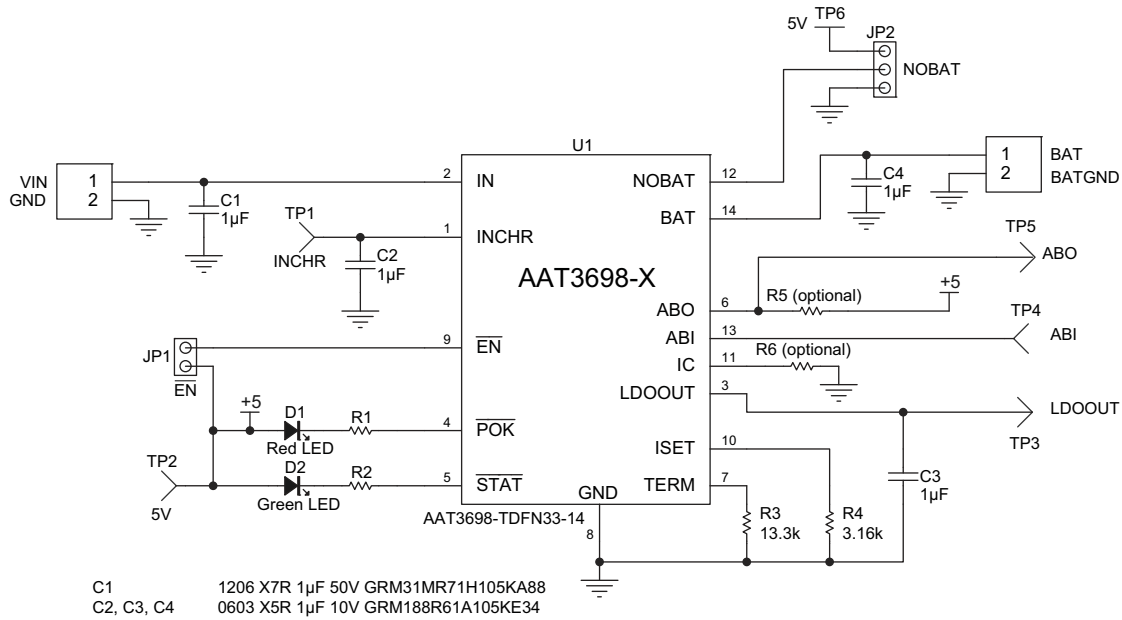 TP6
5V
JP2
NOBAT
U1
VIN 1
GND 2
C1
1µF
2 IN
NOBAT 12
C4
1µF
1 BAT
2 BATGND
BAT 14
TP1
INCHR
C2
1µF
1 INCHR
AAT3698-X
TP5
ABO
+5
R5 (optional)
ABO 6
TP4
ABI
ABI 13
JP1
EN
9 EN
R6 (optional)
IC 11
LDOOUT 3
LDOOUT
TP3
+5
D1
Red LED
R1
4 POK
ISET 10
TP2
5V
D2
Green LED
R2
5 STAT
TERM 7
C3
1µF
GND
8
AAT3698-TDFN33-14
R3
13.3k
R4
3.16k
C1 1206 X7R 1µF 50V GRM31MR71H105KA88
C2, C3, C4 0603 X5R 1µF 10V GRM188R61A105KE34